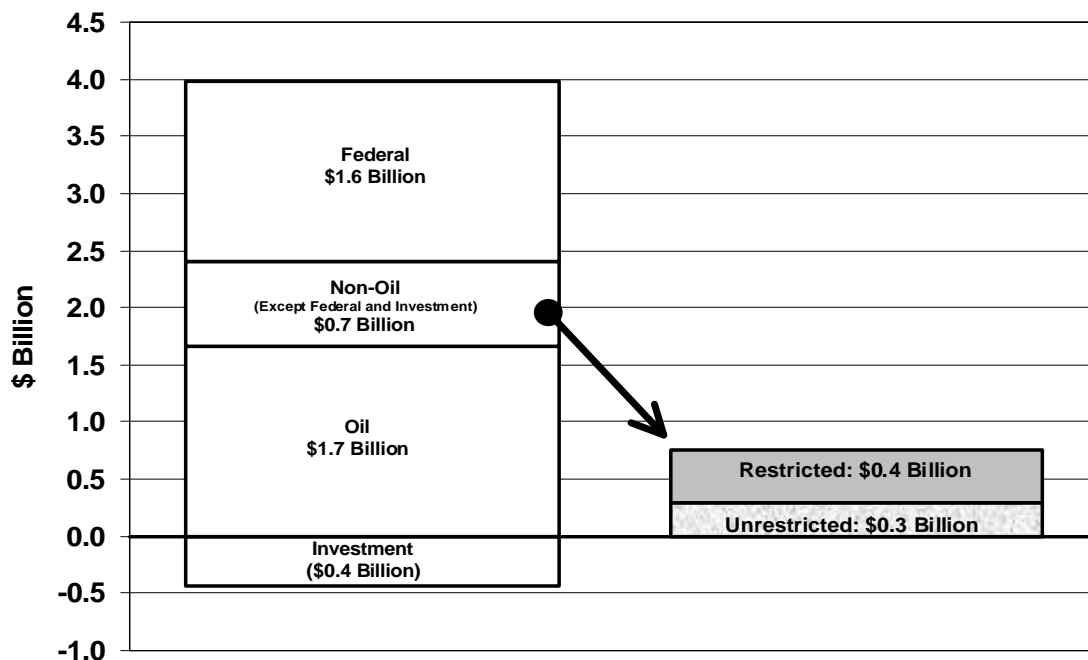 4.5
4.0
3.5
3.0
2.5
2.0
1.5
1.0
0.5
0.0
-0.5
-1.0
$ Billion
Federal
$1.6 Billion
Non-Oil
(Except Federal and Investment)
$0.7 Billion
Oil
$1.7 Billion
Investment
($0.4 Billion)
Restricted: $0.4 Billion
Unrestricted: $0.3 Billion